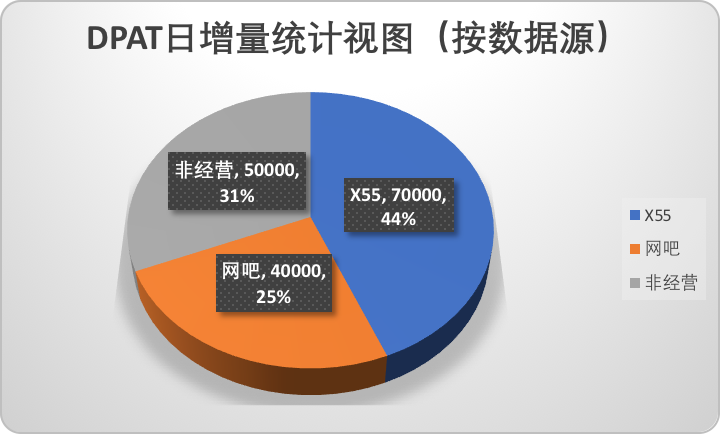 DPAT日增量统计视图（按数据源）
非经营, 50000,
31%
X55, 70000,
44%
网吧, 40000,
25%
X55
网吧
非经营